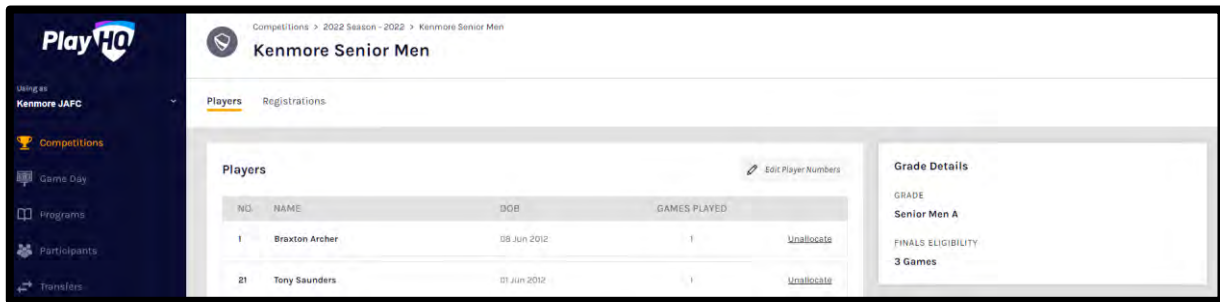 PlayHQ
Using as
Kenmore JAFC
Competitions
Game Day
Programs
Participants
Transfers
Competitions > 2022 Season - 2022 > Kenmore Senior Men
Kenmore Senior Men
Players Registrations
Players
Edit Player Numbers
NO. NAME DOB GAMES PLAYED
1 Braxton Archer 08 Jun 2012 1 Unallocate
21 Tony Saunders 01 Jun 2012 1 Unallocate
Grade Details
GRADE
Senior Men A
FINALS ELIGIBILITY
3 Games